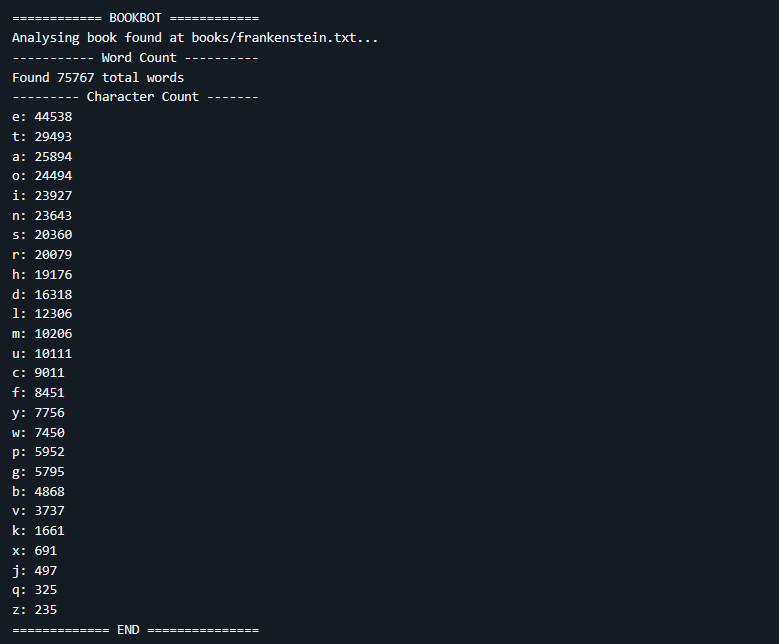 ============ BOOKBOT ============
Analysing book found at books/frankenstein.txt...
----------- Word Count ----------
Found 75767 total words
--------- Character Count -------
e: 44538
t: 29493
a: 25894
o: 24494
i: 23927
n: 23643
s: 20360
r: 20079
h: 19176
d: 16318
l: 12306
m: 10206
u: 10111
c: 9011
f: 8451
y: 7756
w: 7450
p: 5952
g: 5795
b: 4868
v: 3737
k: 1661
x: 691
j: 497
q: 325
z: 235
============= END ===============